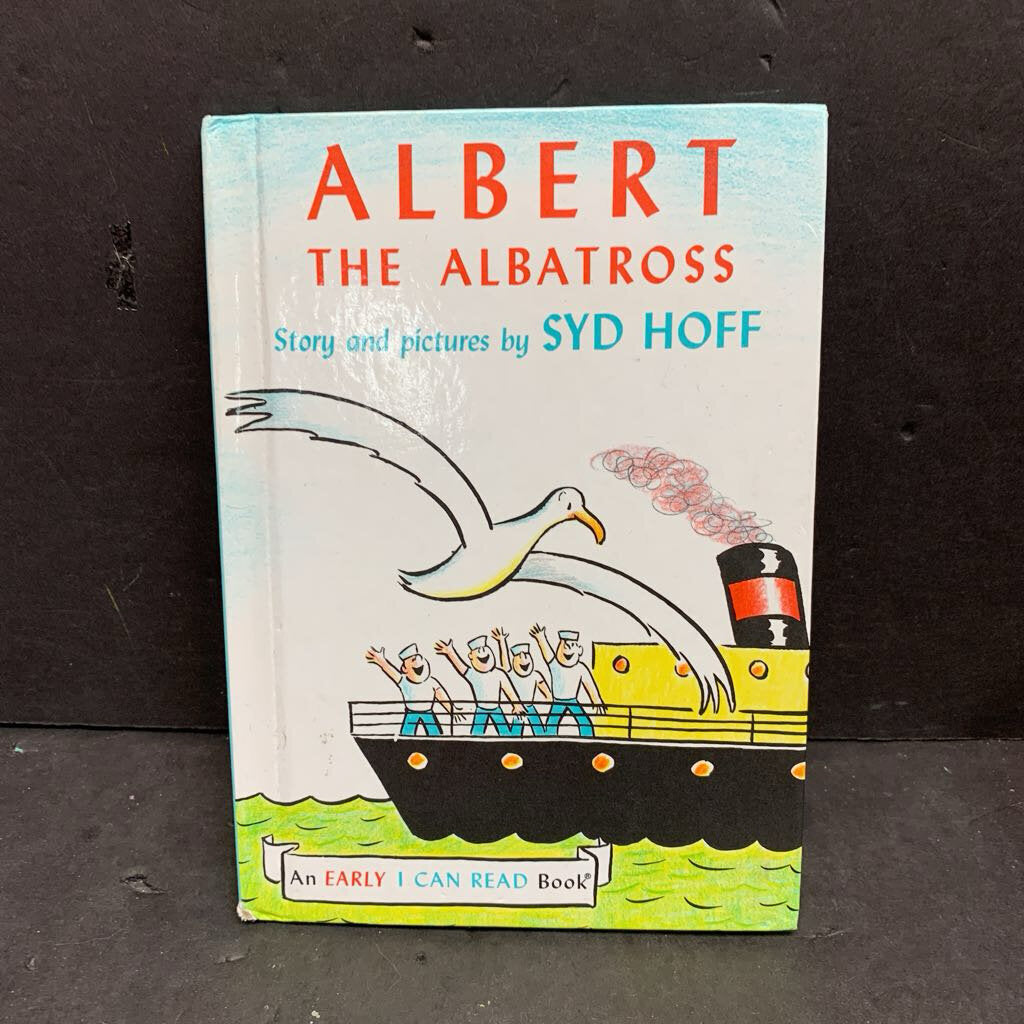 ALBERT
THE ALBATROSS
Story and pictures by SYD HOFF
An EARLY I CAN READ Book®